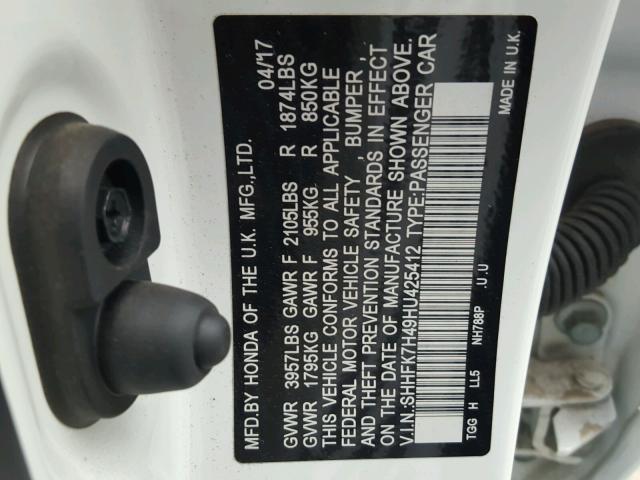 MFD.BY HONDA OF THE U.K. MFG.,LTD. 04/17
GVWR 3957LBS GAWR F 2105LBS R 1874LBS
GVWR 1795KG GAWR F 955KG R 850KG
THIS VEHICLE CONFORMS TO ALL APPLICABLE
FEDERAL MOTOR VEHICLE SAFETY , BUMPER ,
AND THEFT PREVENTION STANDARDS IN EFFECT
ON THE DATE OF MANUFACTURE SHOWN ABOVE.
V.I.N.:SHHFK7H49HU425412 TYPE:PASSENGER CAR
TGG H LL5 NH788P .U.U MADE IN U.K.